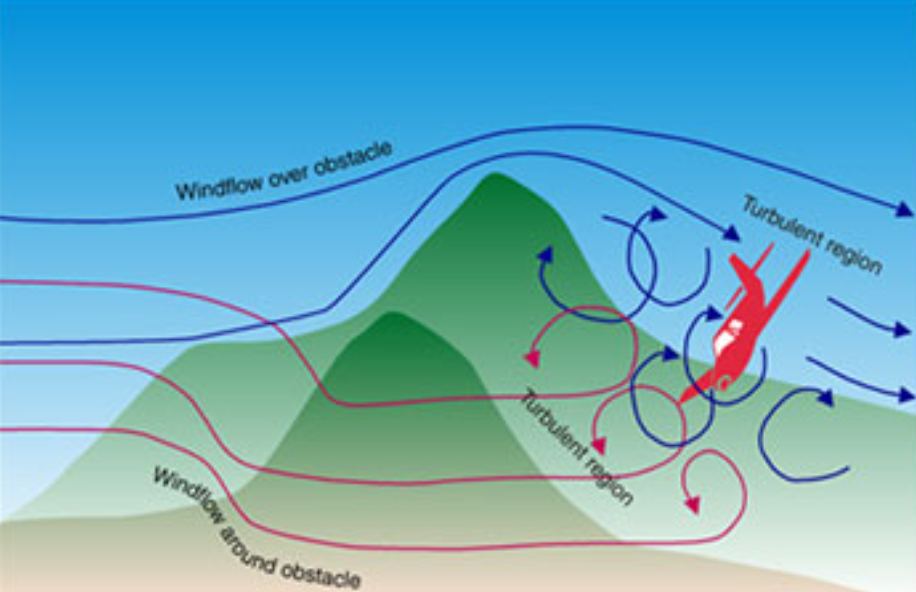 Windflow over obstacle
Turbulent region
Turbulent region
Windflow around obstacle